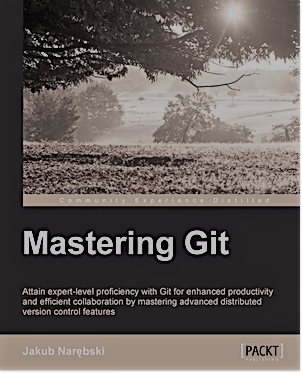 Community Experience Distilled
Mastering Git
Attain expert-level proficiency with Git for enhanced productivity
and efficient collaboration by mastering advanced distributed
version control features
Jakub Narębski
[PACKT]
PUBLISHING